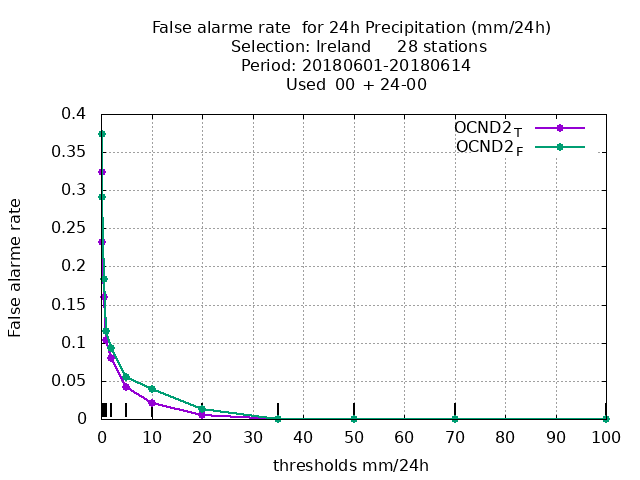 False alarme rate  for 24h Precipitation (mm/24h)
Selection: Ireland     28 stations
Period: 20180601-20180614
Used  00  + 24-00
OCND2T
OCND2F
0.4
0.35
0.3
0.25
0.2
0.15
0.1
0.05
0
False alarme rate
0 10 20 30 40 50 60 70 80 90 100
thresholds mm/24h